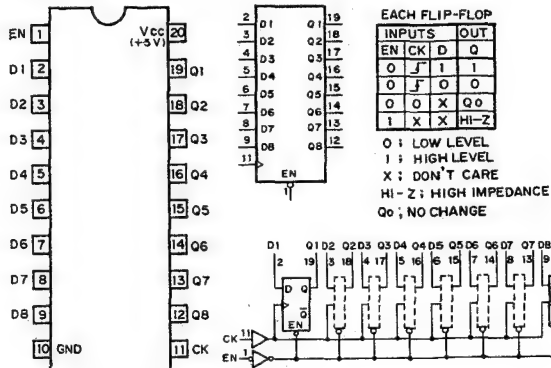 EN 1
Vcc 20
(+5V)
D1 2
19 Q1
D2 3
18 Q2
D3 4
17 Q3
D4 5
16 Q4
D5 6
15 Q5
D6 7
14 Q6
D7 8
13 Q7
D8 9
12 Q8
10 GND
11 CK
2 D1 Q1 19
3 D2 Q2 18
4 D3 Q3 17
5 D4 Q4 16
6 D5 Q5 15
7 D6 Q6 14
8 D7 Q7 13
9 D8 Q8 12
11
EN
1
EACH FLIP-FLOP
INPUTS OUT
EN CK D Q
0 1 1
0 0 0
0 0 X Qo
1 X X HI-Z
0 ; LOW LEVEL
1 ; HIGH LEVEL
X ; DON'T CARE
HI-Z ; HIGH IMPEDANCE
Qo ; NO CHANGE
D1 Q1 D2 Q2 D3 Q3 D4 Q4 D5 Q5 D6 Q6 D7 Q7 D8
2 19 3 18 4 17 5 16 6 15 7 14 8 13 9
D Q
Q̅
EN
CK 11
EN 1